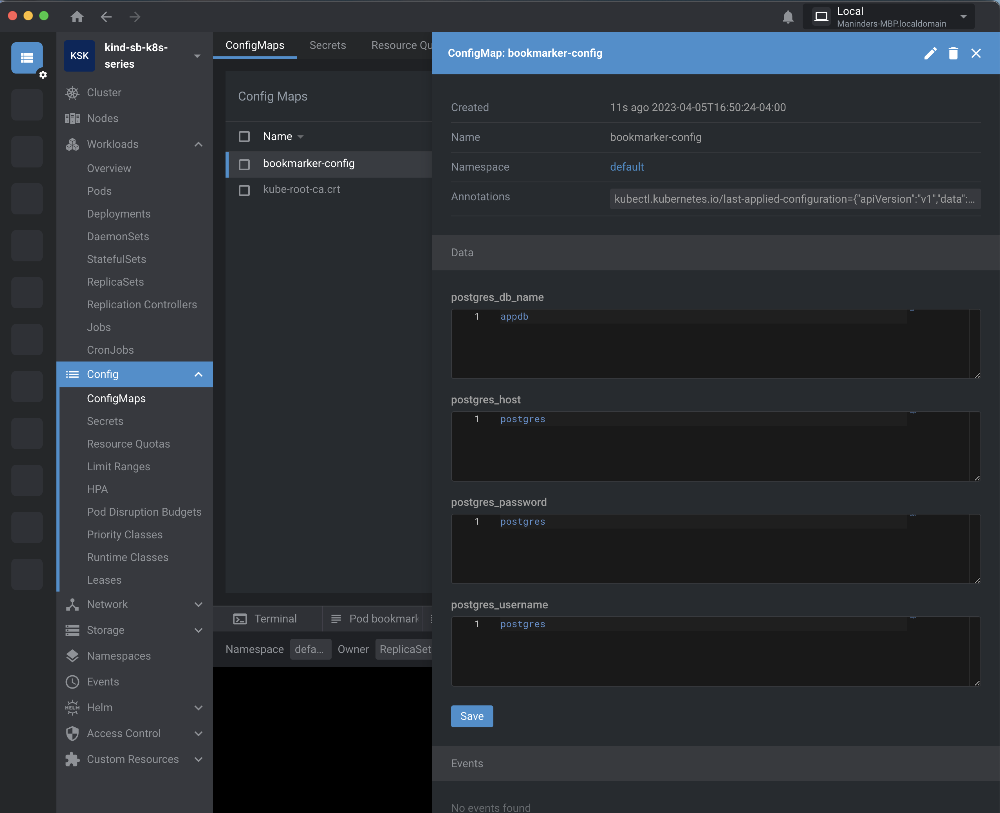 Local
Maninders-MBP.localdomain
KSK
kind-sb-k8s-
series
Cluster
Nodes
Workloads
Overview
Pods
Deployments
DaemonSets
StatefulSets
ReplicaSets
Replication Controllers
Jobs
CronJobs
Config
ConfigMaps
Secrets
Resource Quotas
Limit Ranges
HPA
Pod Disruption Budgets
Priority Classes
Runtime Classes
Leases
Network
Storage
Namespaces
Events
HELM
Helm
Access Control
Custom Resources
ConfigMaps Secrets Resource Qu
Config Maps
Name
bookmarker-config
kube-root-ca.crt
Terminal Pod bookmark
Namespace defa... Owner ReplicaSet
ConfigMap: bookmarker-config
Created 11s ago 2023-04-05T16:50:24-04:00
Name bookmarker-config
Namespace default
Annotations kubectl.kubernetes.io/last-applied-configuration={"apiVersion":"v1","data":...
Data
postgres_db_name
1 appdb
postgres_host
1 postgres
postgres_password
1 postgres
postgres_username
1 postgres
Save
Events
No events found